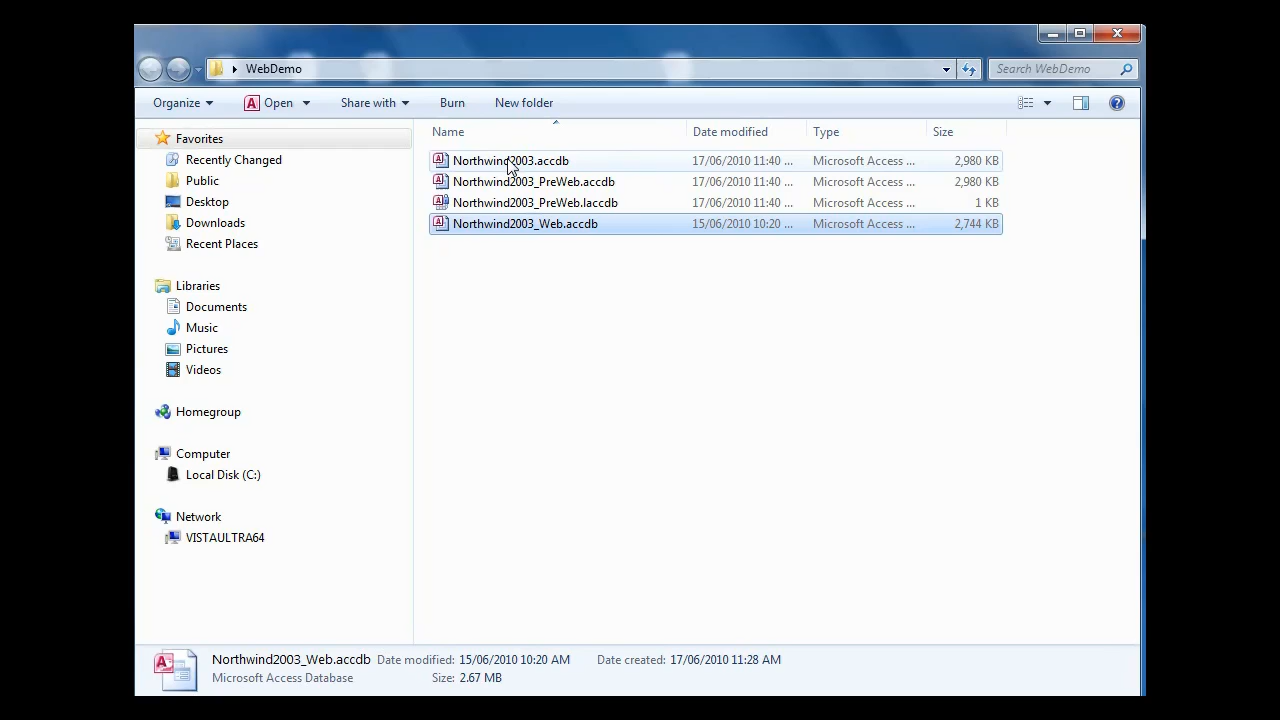 WebDemo
Search WebDemo
Organize
Open
Share with
Burn
New folder
Name Date modified Type Size
Favorites
Recently Changed
Public
Desktop
Downloads
Recent Places
Libraries
Documents
Music
Pictures
Videos
Homegroup
Computer
Local Disk (C:)
Network
VISTAULTRA64
Northwind2003.accdb 17/06/2010 11:40 ... Microsoft Access ... 2,980 KB
Northwind2003_PreWeb.accdb 17/06/2010 11:40 ... Microsoft Access ... 2,980 KB
Northwind2003_PreWeb.laccdb 17/06/2010 11:40 ... Microsoft Access ... 1 KB
Northwind2003_Web.accdb 15/06/2010 10:20 ... Microsoft Access ... 2,744 KB
Northwind2003_Web.accdb Date modified: 15/06/2010 10:20 AM Date created: 17/06/2010 11:28 AM
Microsoft Access Database Size: 2.67 MB